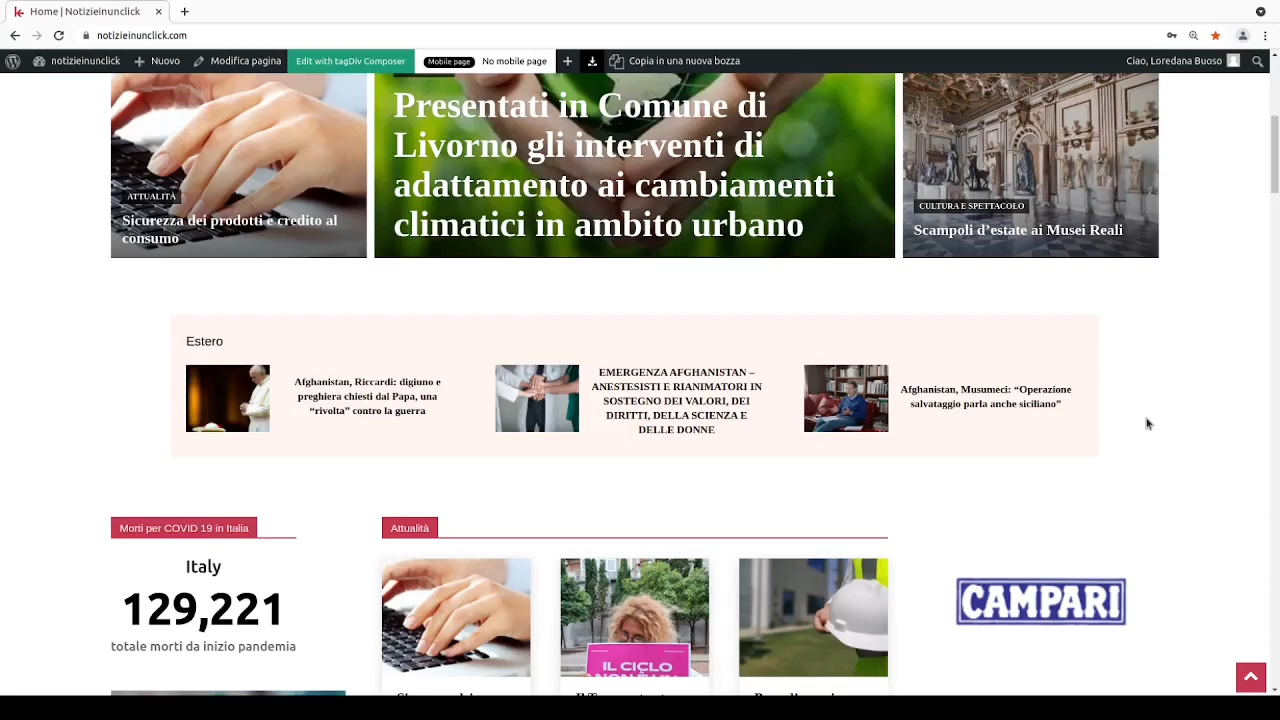 Home | Notizieinunclick
notizieinunclick.com
notizieinunclick
Nuovo
Modifica pagina
Edit with tagDiv Composer
Mobile page
No mobile page
Copia in una nuova bozza
Ciao, Loredana Buoso
ATTUALITÀ
Sicurezza dei prodotti e credito al
consumo
Presentati in Comune di
Livorno gli interventi di
adattamento ai cambiamenti
climatici in ambito urbano
CULTURA E SPETTACOLO
Scampoli d’estate ai Musei Reali
Estero
Afghanistan, Riccardi: digiuno e
preghiera chiesti dal Papa, una
“rivolta” contro la guerra
EMERGENZA AFGHANISTAN –
ANESTESISTI E RIANIMATORI IN
SOSTEGNO DEI VALORI, DEI
DIRITTI, DELLA SCIENZA E
DELLE DONNE
Afghanistan, Musumeci: “Operazione
salvataggio parla anche siciliano”
Morti per COVID 19 in Italia
Italy
129,221
totale morti da inizio pandemia
Attualità
IL CICLO
CAMPARI